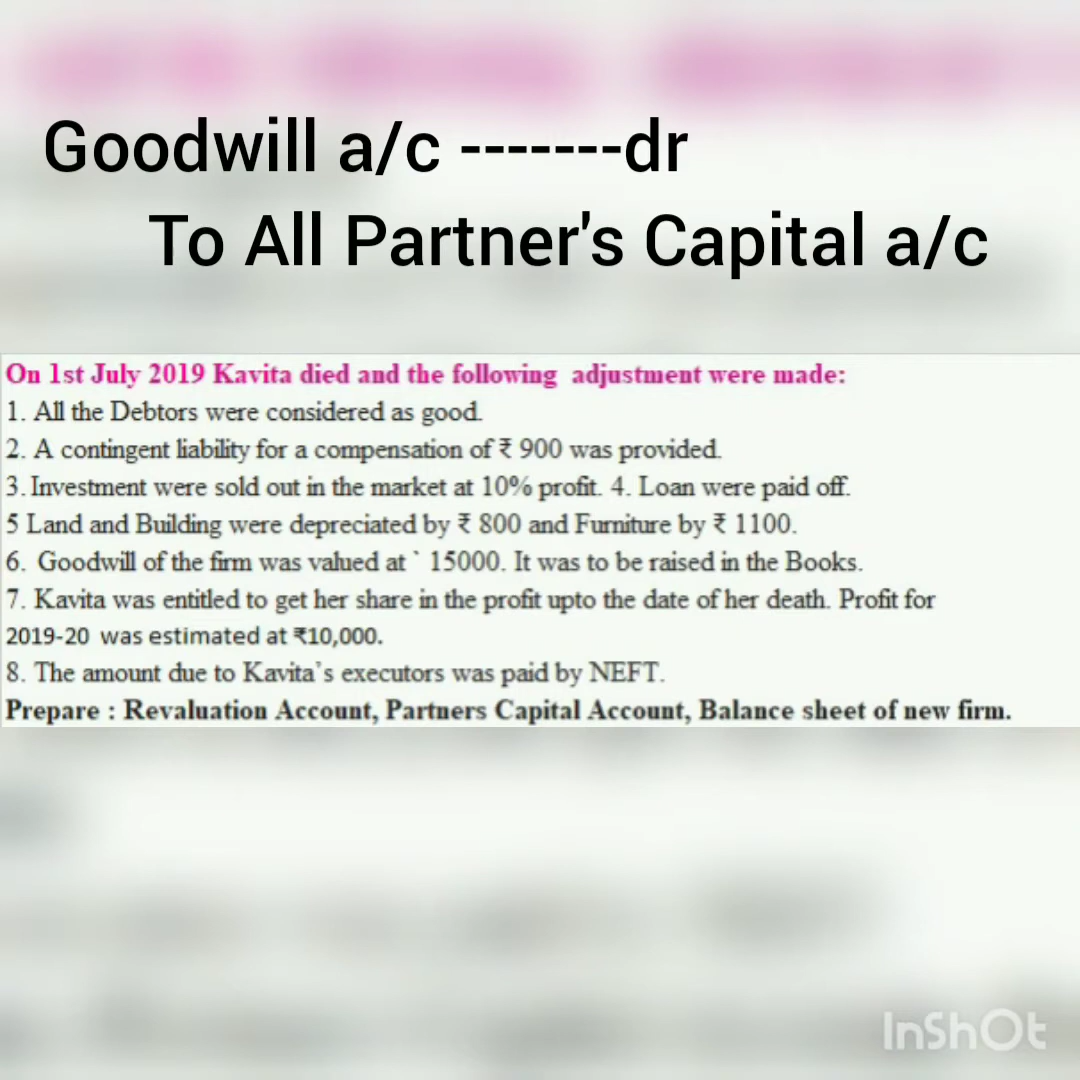 Goodwill a/c -------dr
To All Partner's Capital a/c
On 1st July 2019 Kavita died and the following adjustment were made:
1. All the Debtors were considered as good.
2. A contingent liability for a compensation of ₹ 900 was provided.
3. Investment were sold out in the market at 10% profit. 4. Loan were paid off.
5 Land and Building were depreciated by ₹ 800 and Furniture by ₹ 1100.
6. Goodwill of the firm was valued at ` 15000. It was to be raised in the Books.
7. Kavita was entitled to get her share in the profit upto the date of her death. Profit for
2019-20 was estimated at ₹10,000.
8. The amount due to Kavita's executors was paid by NEFT.
Prepare : Revaluation Account, Partners Capital Account, Balance sheet of new firm.
InShOt